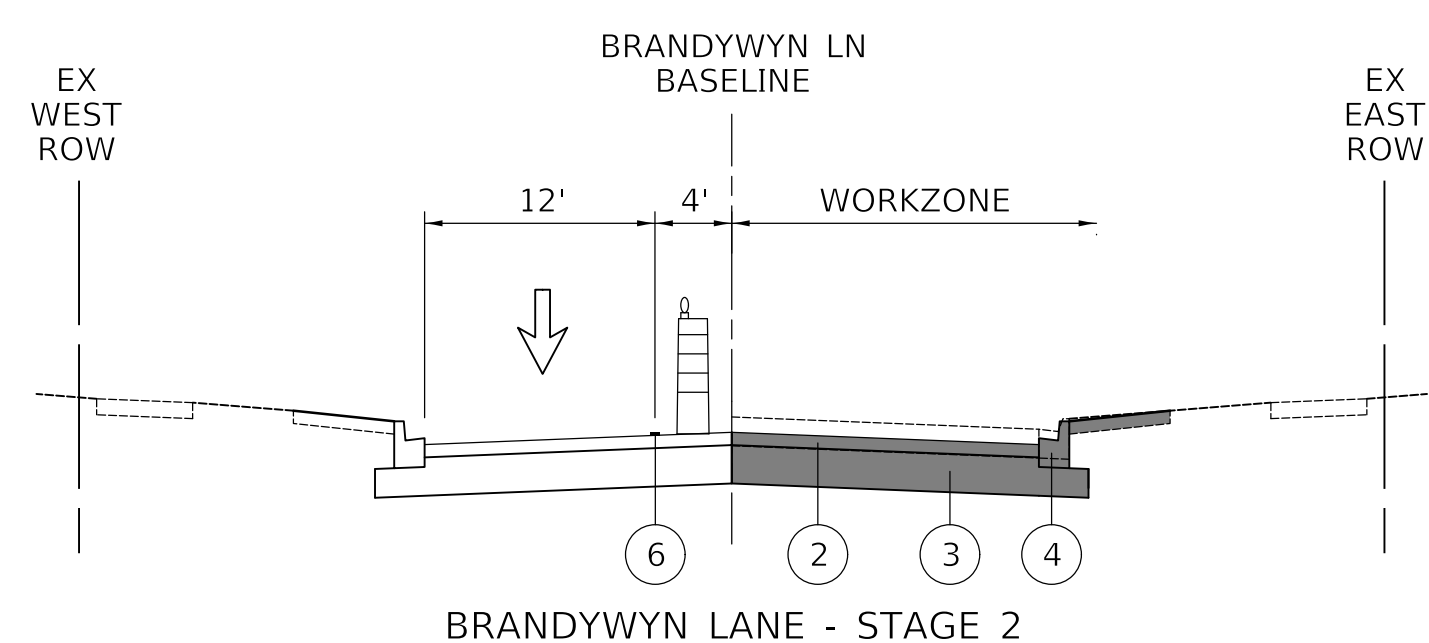 BRANDYWYN LN
BASELINE
EX
WEST
ROW
EX
EAST
ROW
12'
4'
WORKZONE
6
2
3
4
BRANDYWYN LANE - STAGE 2